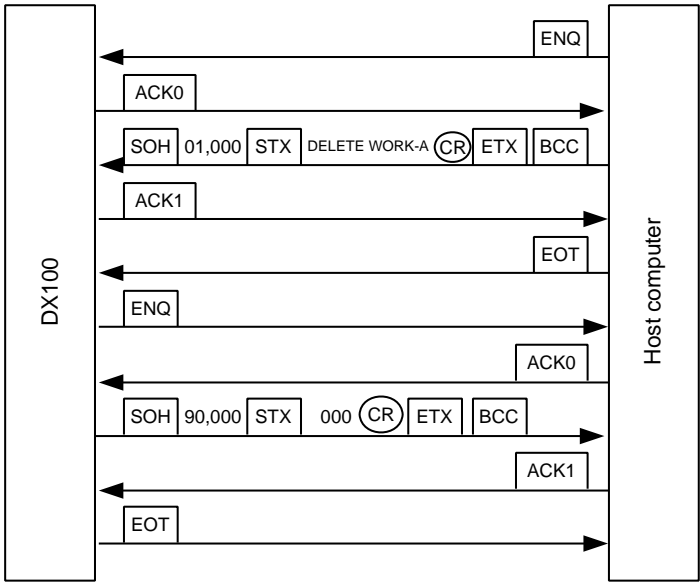 DX100
Host computer
ENQ
ACK0
SOH 01,000 STX DELETE WORK-A CR ETX BCC
ACK1
EOT
ENQ
ACK0
SOH 90,000 STX 000 CR ETX BCC
ACK1
EOT